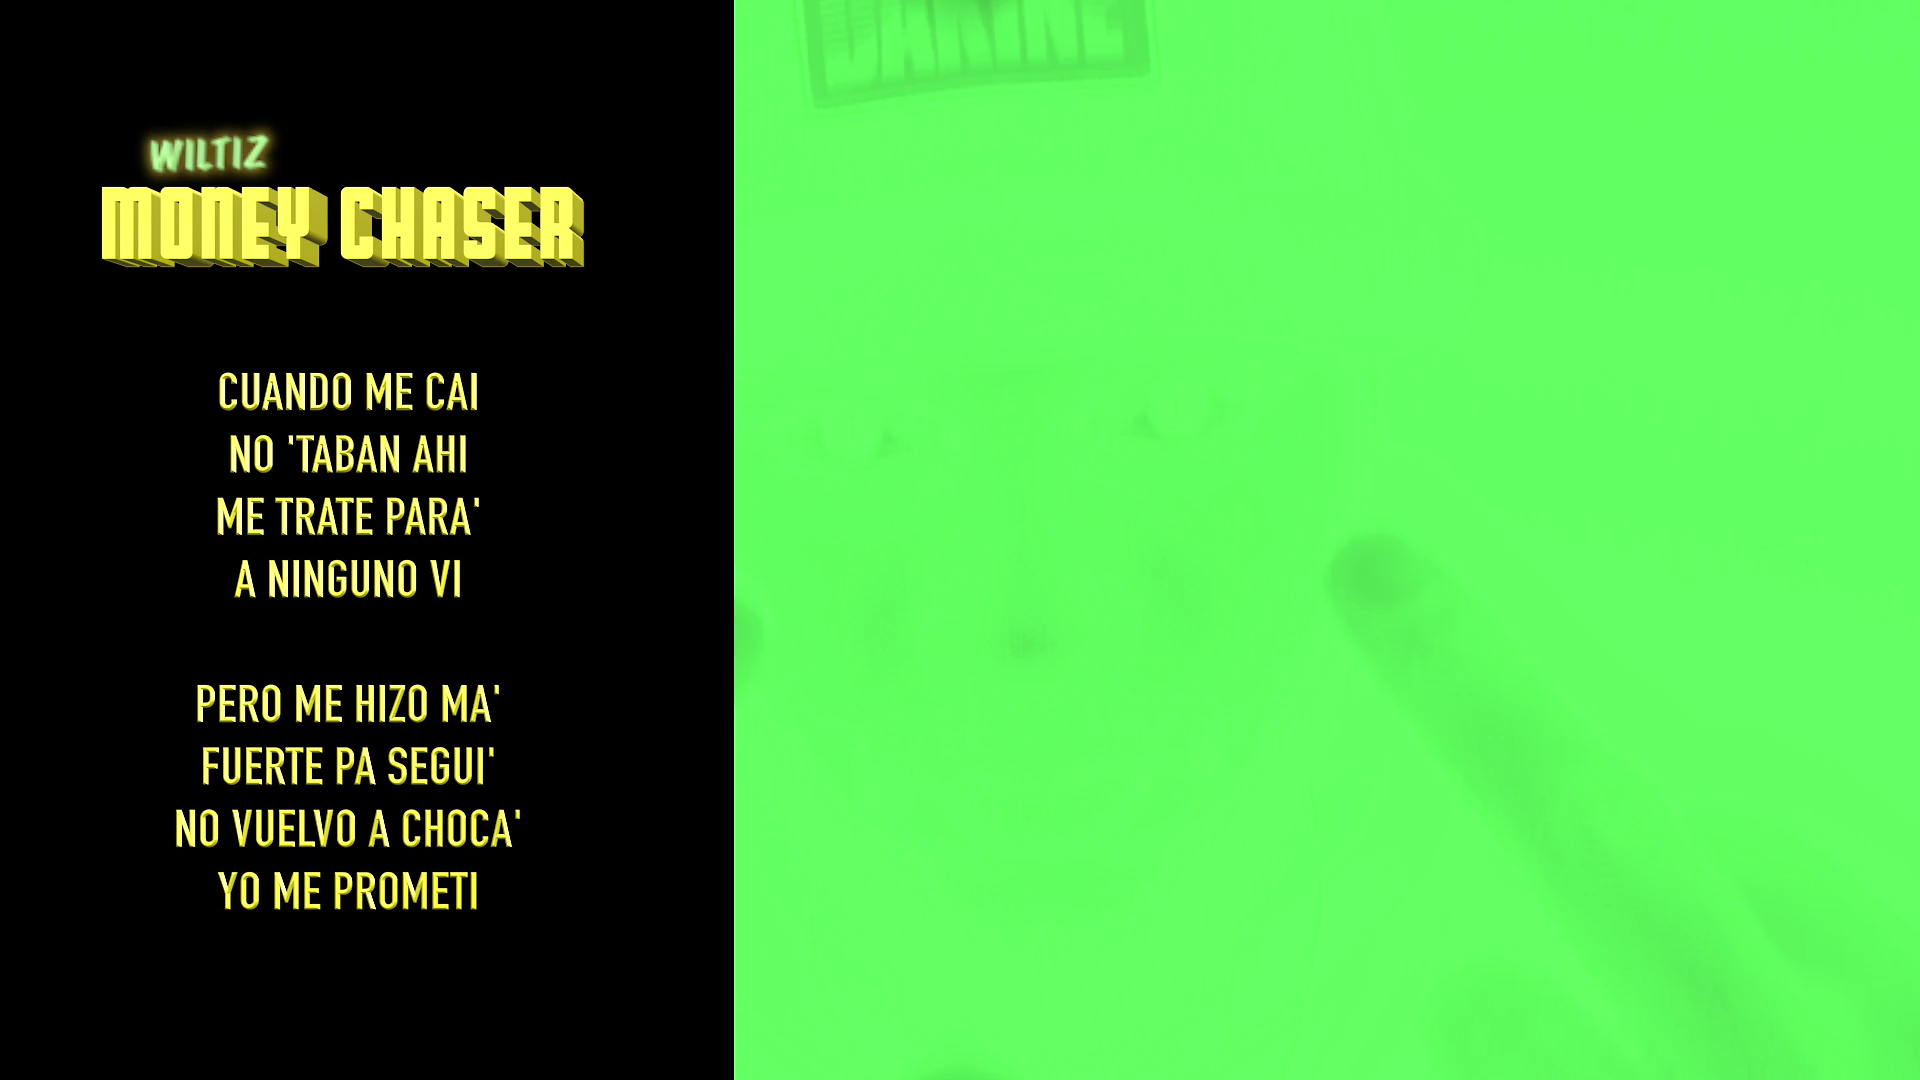 WILTIZ
MONEY CHASER
CUANDO ME CAI
NO 'TABAN AHI
ME TRATE PARA'
A NINGUNO VI
PERO ME HIZO MA'
FUERTE PA SEGUI'
NO VUELVO A CHOCA'
YO ME PROMETI